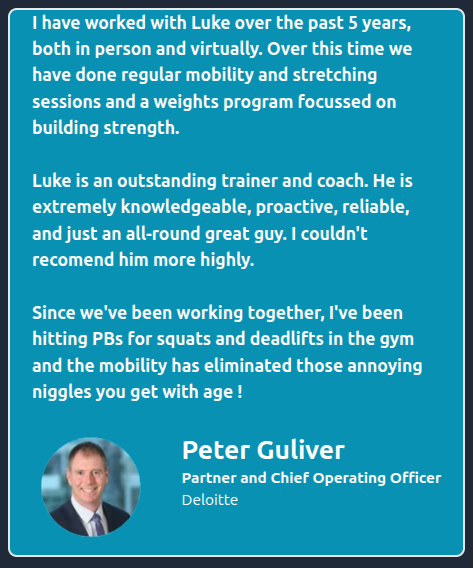 I have worked with Luke over the past 5 years,
both in person and virtually. Over this time we
have done regular mobility and stretching
sessions and a weights program focussed on
building strength.
Luke is an outstanding trainer and coach. He is
extremely knowledgeable, proactive, reliable,
and just an all-round great guy. I couldn't
recomend him more highly.
Since we've been working together, I've been
hitting PBs for squats and deadlifts in the gym
and the mobility has eliminated those annoying
niggles you get with age !
Peter Guliver
Partner and Chief Operating Officer
Deloitte